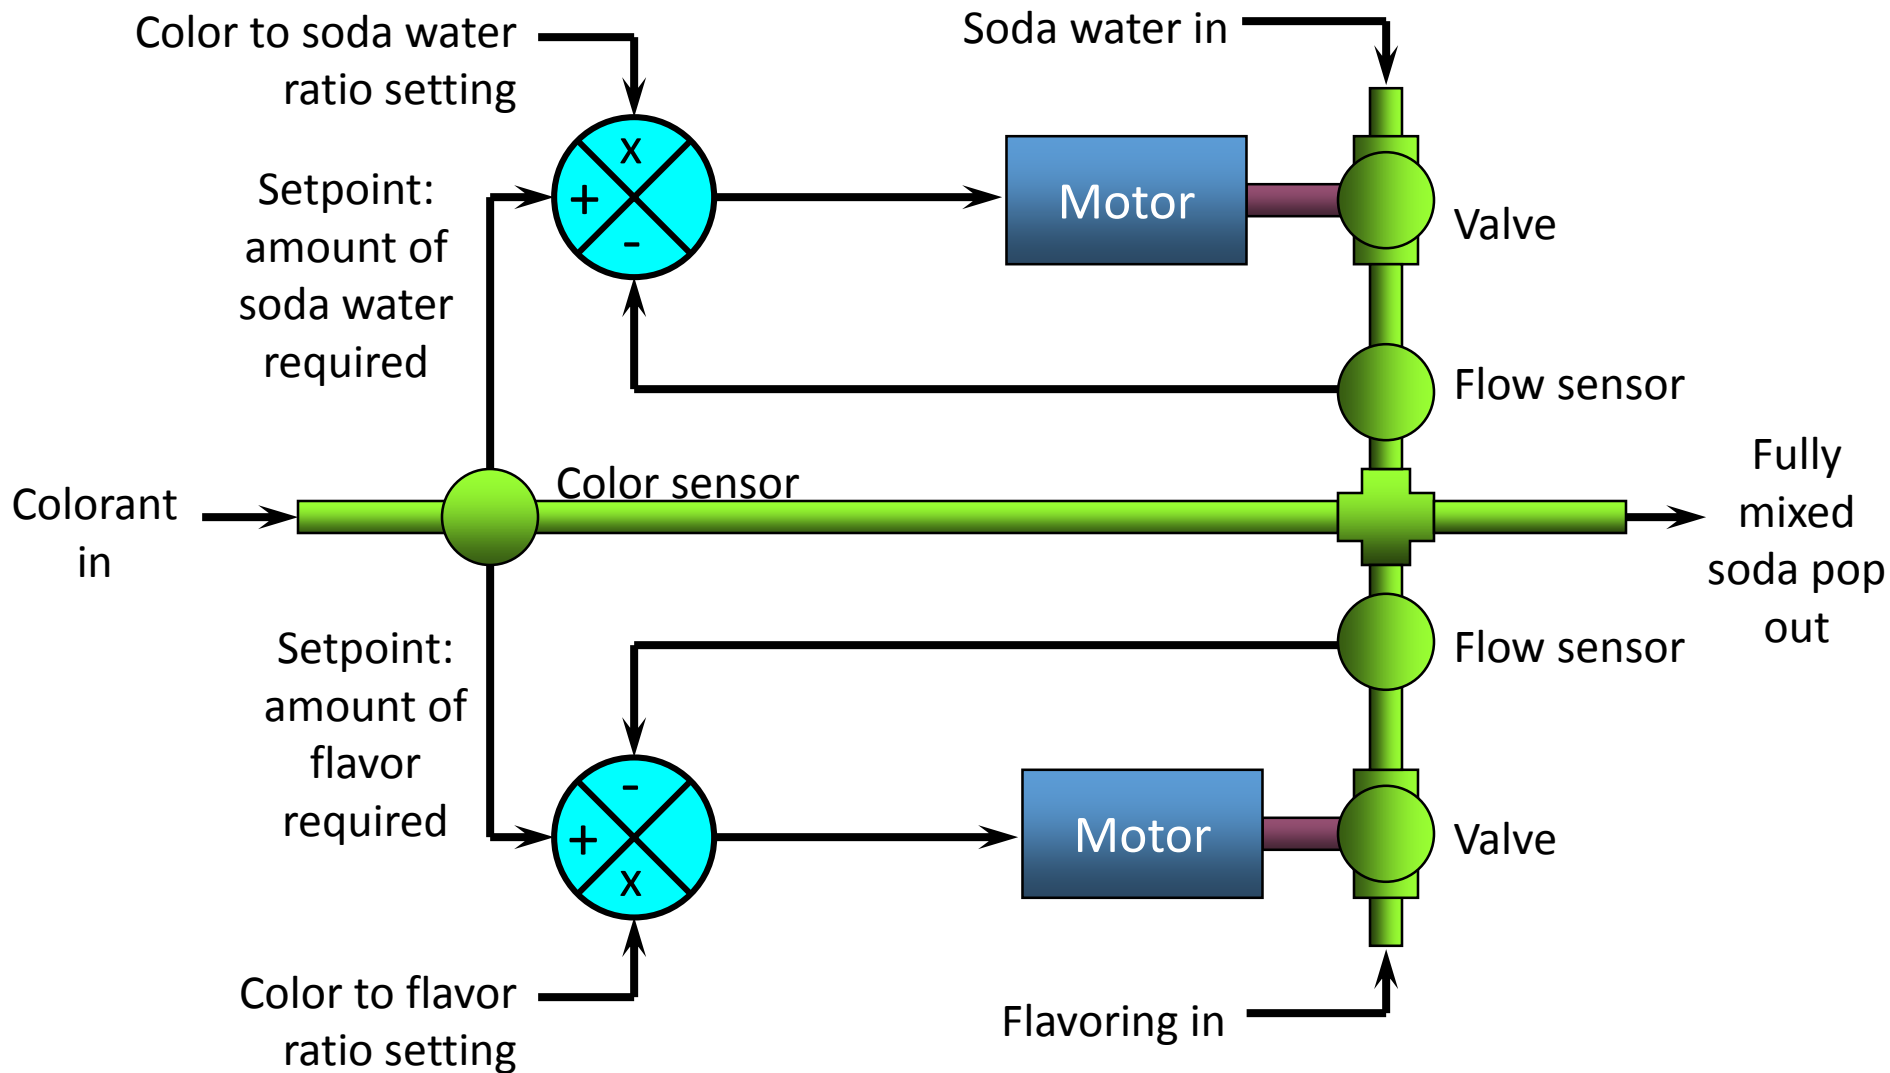 Color to soda water
ratio setting
Soda water in
x
+
-
Setpoint:
amount of
soda water
required
Motor
Valve
Flow sensor
Colorant
in
Color sensor
Fully
mixed
soda pop
out
Setpoint:
amount of
flavor
required
Flow sensor
-
+
x
Motor
Valve
Color to flavor
ratio setting
Flavoring in